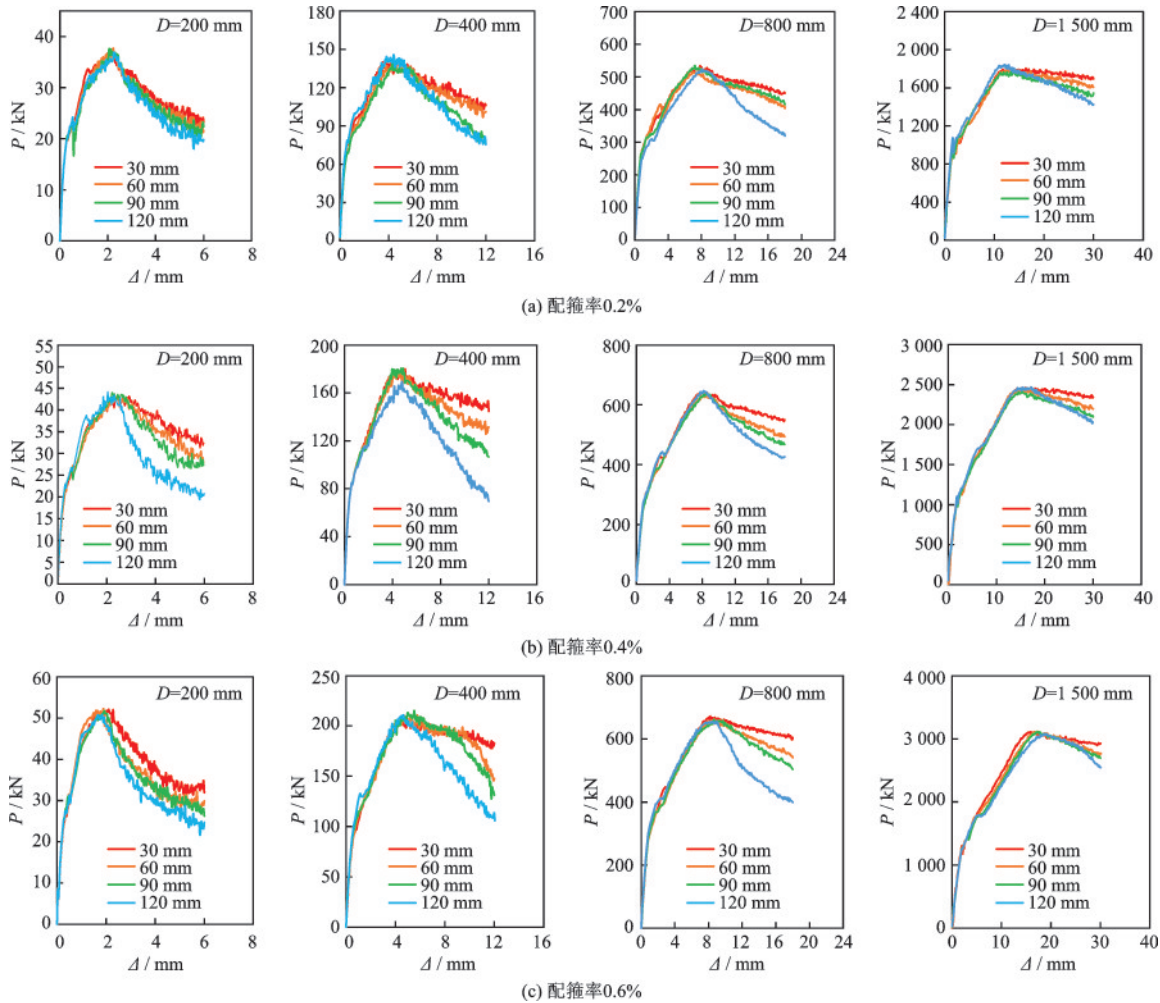 D=200 mm
P / kN
40
30
20
10
0
30 mm
60 mm
90 mm
120 mm
0 2 4 6 8
Δ / mm
D=400 mm
P / kN
180
150
120
90
60
30
0
30 mm
60 mm
90 mm
120 mm
0 4 8 12 16
Δ / mm
D=800 mm
P / kN
700
600
500
400
300
200
100
0
30 mm
60 mm
90 mm
120 mm
0 4 8 12 16 20 24
Δ / mm
D=1 500 mm
P / kN
2 400
2 000
1 600
1 200
800
400
0
30 mm
60 mm
90 mm
120 mm
0 10 20 30 40
Δ / mm
(a) 配箍率0.2%
D=200 mm
P / kN
55
50
45
40
35
30
25
20
15
10
5
0
30 mm
60 mm
90 mm
120 mm
0 2 4 6 8
Δ / mm
D=400 mm
P / kN
200
160
120
80
40
0
30 mm
60 mm
90 mm
120 mm
0 4 8 12 16
Δ / mm
D=800 mm
P / kN
800
600
400
200
0
30 mm
60 mm
90 mm
120 mm
0 4 8 12 16 20 24
Δ / mm
D=1 500 mm
P / kN
3 000
2 500
2 000
1 500
1 000
500
0
30 mm
60 mm
90 mm
120 mm
0 10 20 30 40
Δ / mm
(b) 配箍率0.4%
D=200 mm
P / kN
60
50
40
30
20
10
0
30 mm
60 mm
90 mm
120 mm
0 2 4 6 8
Δ / mm
D=400 mm
P / kN
250
200
150
100
50
0
30 mm
60 mm
90 mm
120 mm
0 4 8 12 16
Δ / mm
D=800 mm
P / kN
800
600
400
200
0
30 mm
60 mm
90 mm
120 mm
0 4 8 12 16 20 24
Δ / mm
D=1 500 mm
P / kN
4 000
3 000
2 000
1 000
0
30 mm
60 mm
90 mm
120 mm
0 10 20 30 40
Δ / mm
(c) 配箍率0.6%